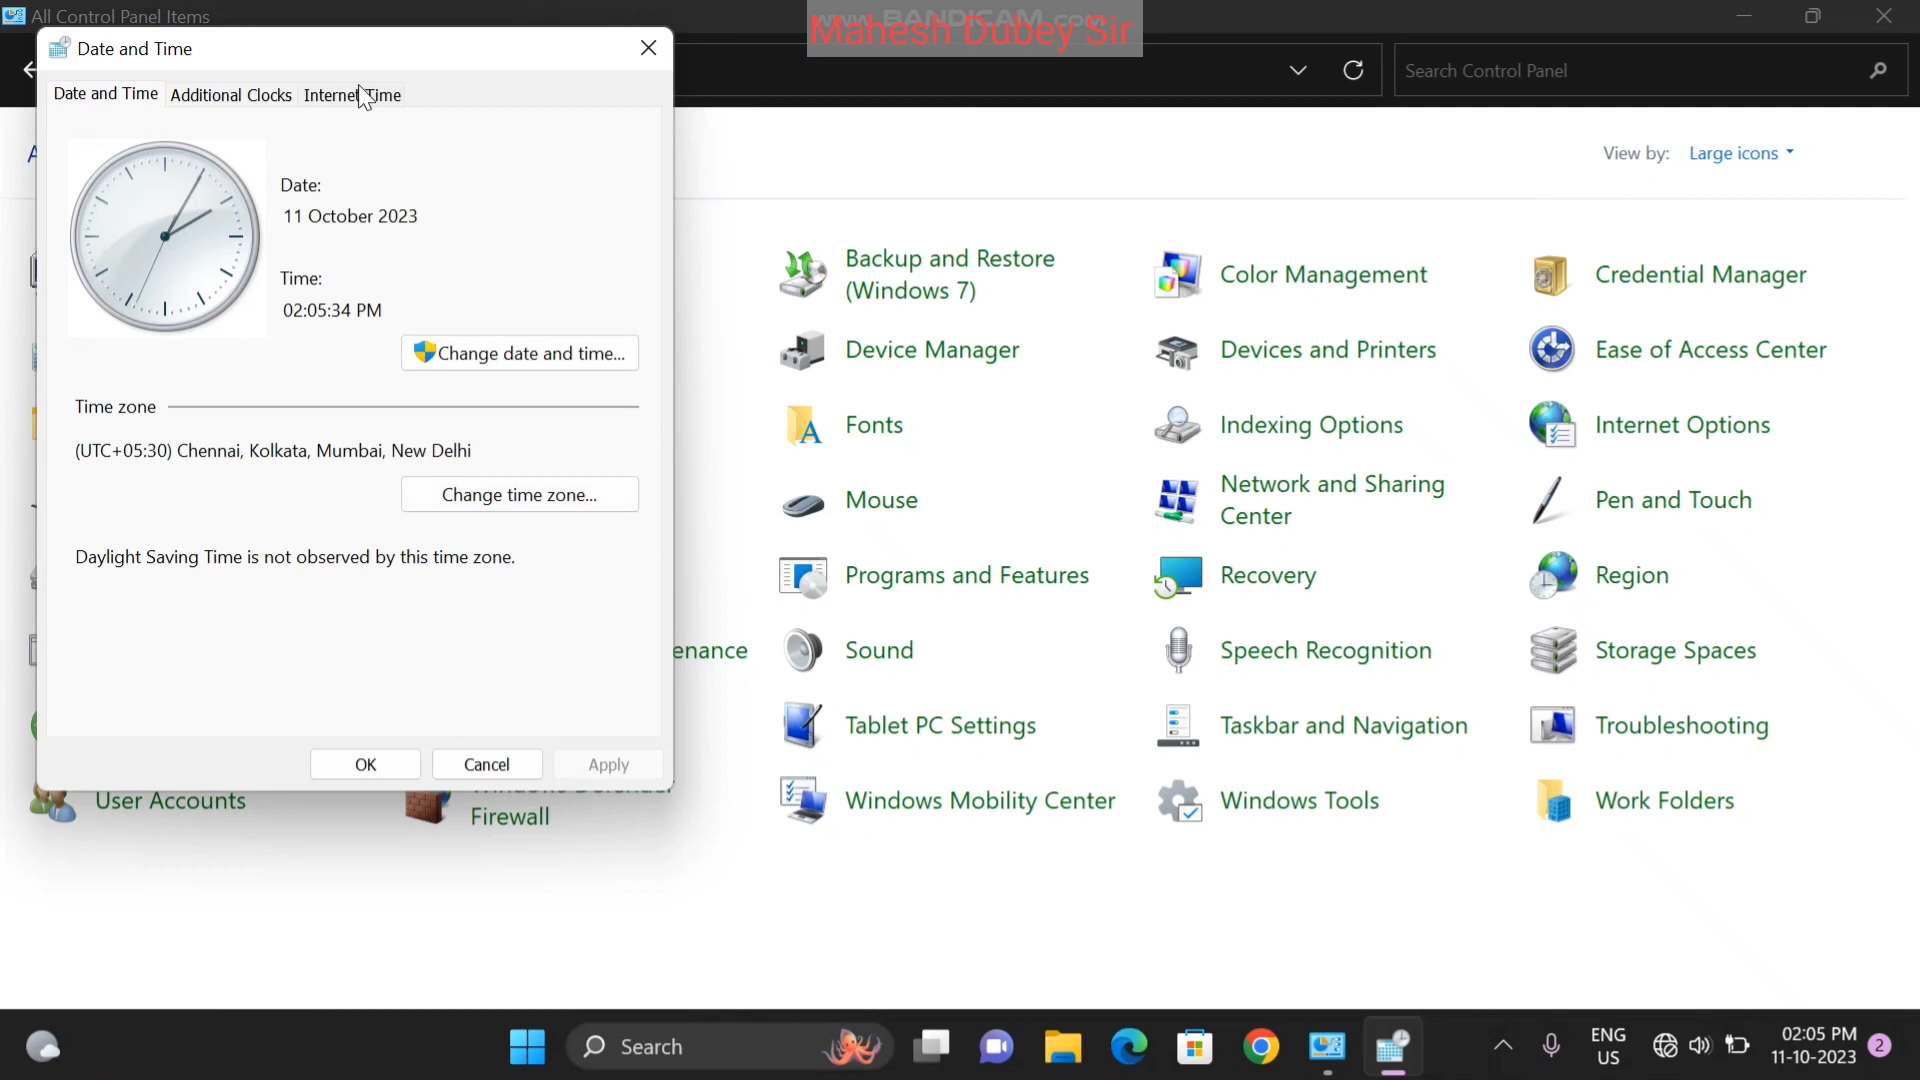 All Control Panel Items
www.BANDICAM.com
Mahesh Dubey Sir
Date and Time
Search Control Panel
Date and Time
Additional Clocks
Internet Time
View by:
Large icons
Date:
11 October 2023
Time:
02:05:34 PM
Change date and time...
Time zone
(UTC+05:30) Chennai, Kolkata, Mumbai, New Delhi
Change time zone...
Daylight Saving Time is not observed by this time zone.
OK
Cancel
Apply
Backup and Restore
(Windows 7)
Color Management
Credential Manager
Device Manager
Devices and Printers
Ease of Access Center
Fonts
Indexing Options
Internet Options
Mouse
Network and Sharing
Center
Pen and Touch
Programs and Features
Recovery
Region
enance
Sound
Speech Recognition
Storage Spaces
Tablet PC Settings
Taskbar and Navigation
Troubleshooting
User Accounts
Windows Defender
Firewall
Windows Mobility Center
Windows Tools
Work Folders
Search
ENG
US
02:05 PM
11-10-2023
2